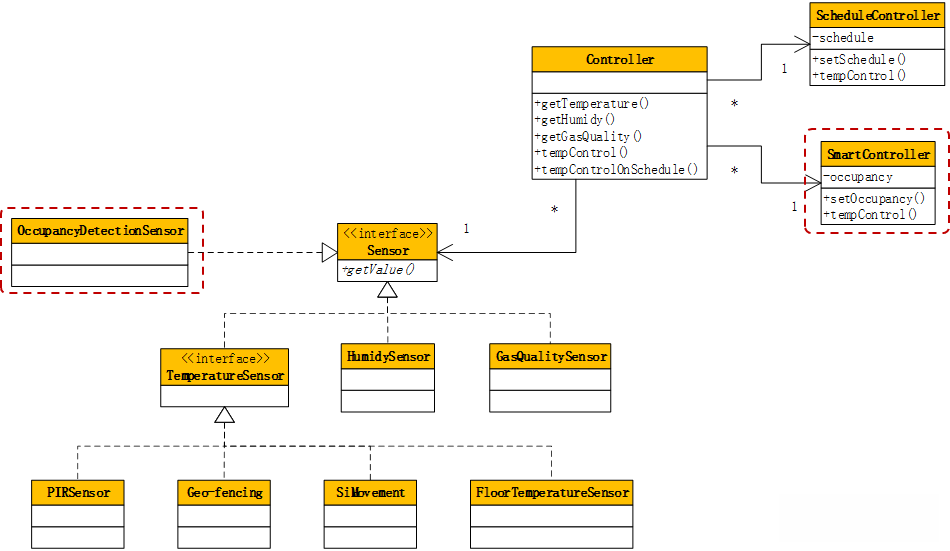 ScheduleController
-schedule
+setSchedule()
+tempControl()
Controller
+getTemperature()
+getHumidy()
+getGasQuality()
+tempControl()
+tempControlOnSchedule()
1
*
*
SmartController
-occupancy
+setOccupancy()
+tempControl()
1
*
1
OccupancyDetectionSensor
<<interface>>
Sensor
+getValue()
<<interface>>
TemperatureSensor
HumidySensor
GasQualitySensor
PIRSensor
Geo-fencing
SiMovement
FloorTemperatureSensor